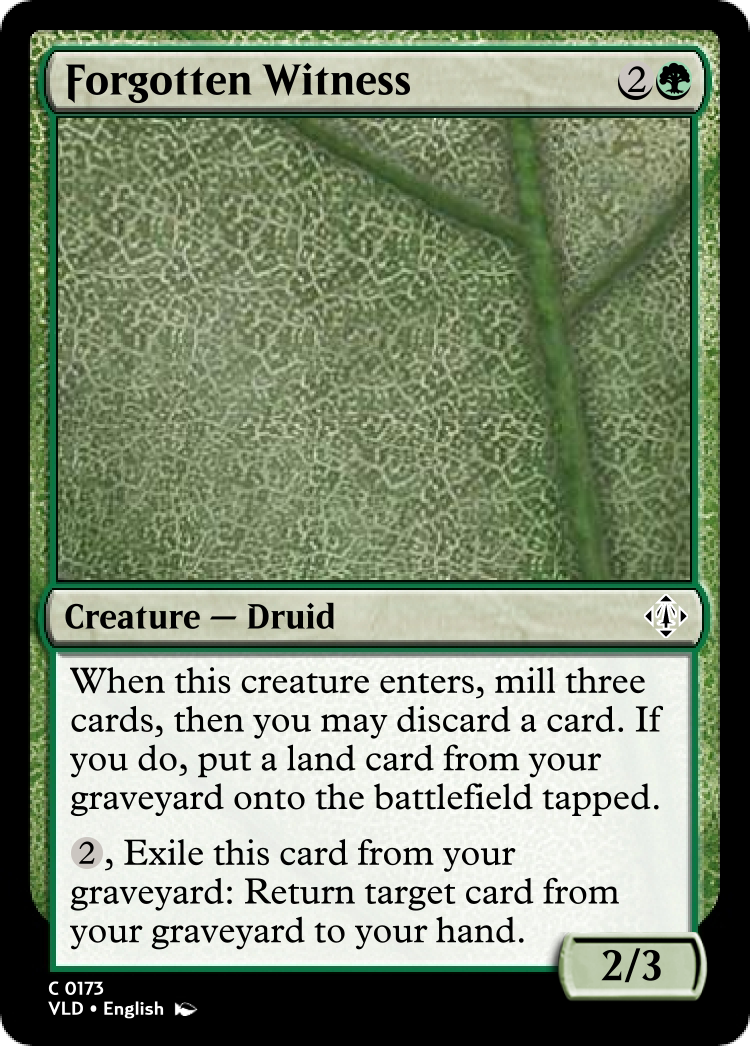 Forgotten Witness
2
Creature — Druid
When this creature enters, mill three
cards, then you may discard a card. If
you do, put a land card from your
graveyard onto the battlefield tapped.
2, Exile this card from your
graveyard: Return target card from
your graveyard to your hand.
2/3
C 0173
VLD • English